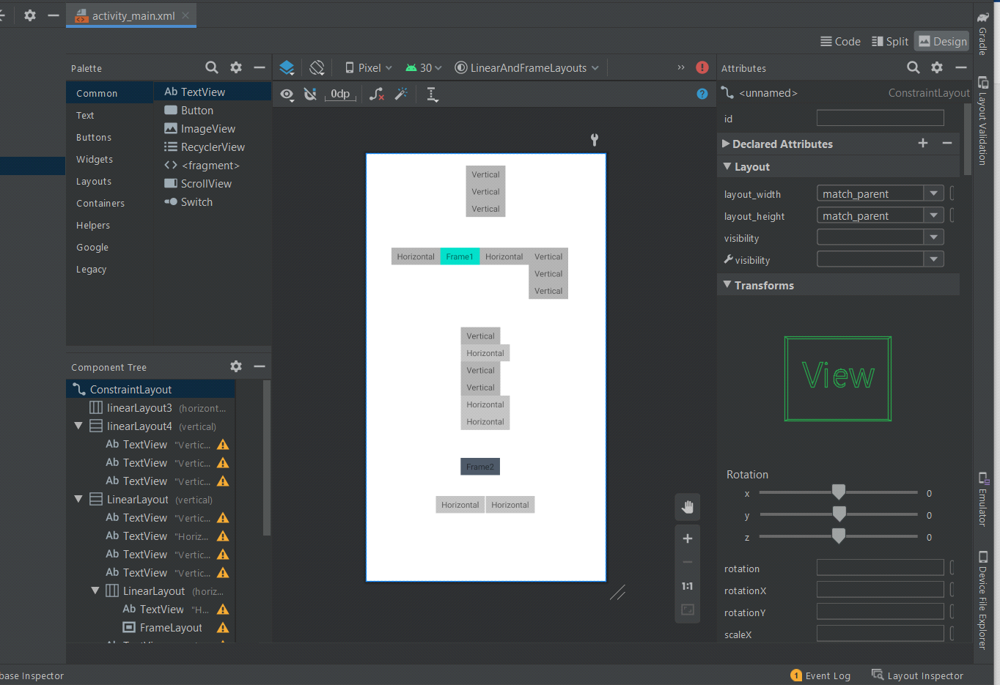 activity_main.xml
Code Split Design
Palette
Common
Text
Buttons
Widgets
Layouts
Containers
Helpers
Google
Legacy
Ab TextView
Button
ImageView
RecyclerView
<fragment>
ScrollView
Switch
Component Tree
ConstraintLayout
linearLayout3 (horizont...
linearLayout4 (vertical)
Ab TextView "Vertic...
Ab TextView "Vertic...
Ab TextView "Vertic...
LinearLayout (vertical)
Ab TextView "Vertic...
Ab TextView "Horiz...
Ab TextView "Vertic...
Ab TextView "Vertic...
LinearLayout (horiz...
Ab TextView "H...
FrameLayout
Pixel 30 LinearAndFrameLayouts
0dp
Vertical
Vertical
Vertical
Horizontal Frame1 Horizontal Vertical
Vertical
Vertical
Vertical
Horizontal
Vertical
Vertical
Horizontal
Horizontal
Frame2
Horizontal Horizontal
1:1
Attributes
<unnamed> ConstraintLayout
id
Declared Attributes
Layout
layout_width match_parent
layout_height match_parent
visibility
visibility
Transforms
View
Rotation
x 0
y 0
z 0
rotation
rotationX
rotationY
scaleX
Gradle
Layout Validation
Emulator
Device File Explorer
base Inspector
1 Event Log Layout Inspector